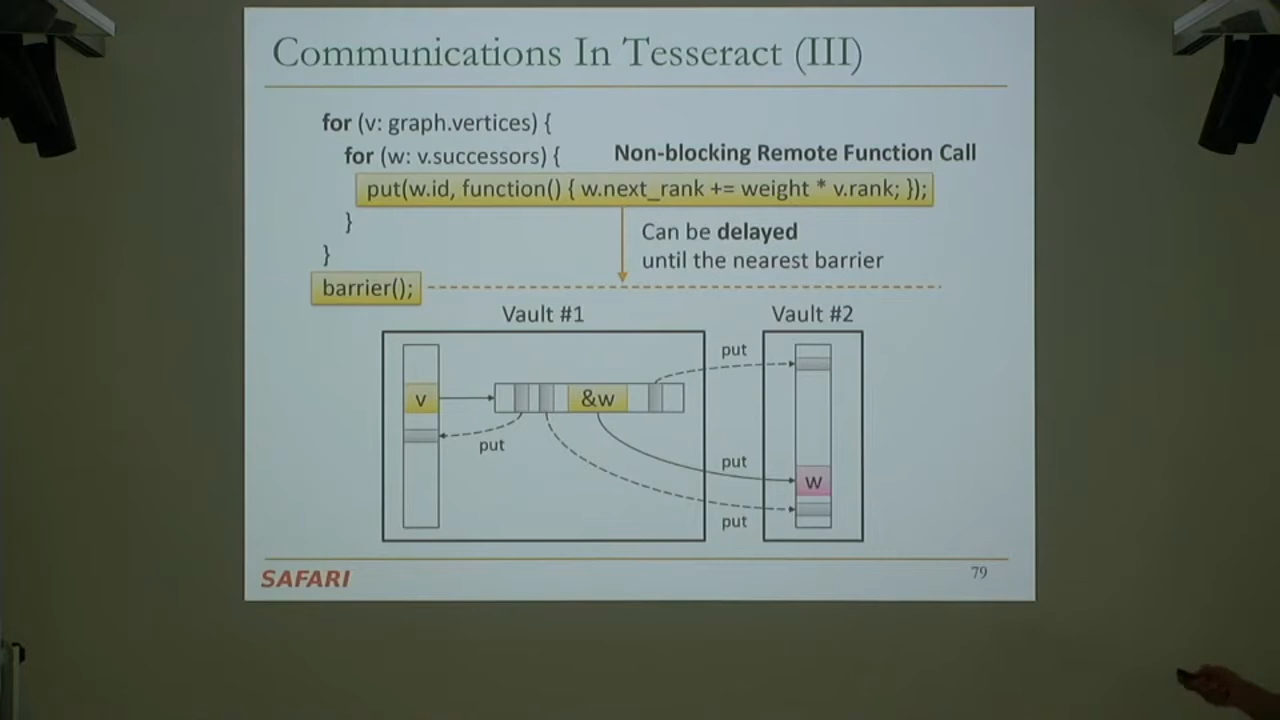 Communications In Tesseract (III)
for (v: graph.vertices) {
for (w: v.successors) {
Non-blocking Remote Function Call
put(w.id, function() { w.next_rank += weight * v.rank; });
}
Can be delayed
until the nearest barrier
}
barrier();
Vault #1
Vault #2
put
v
&w
put
put
w
put
SAFARI
79